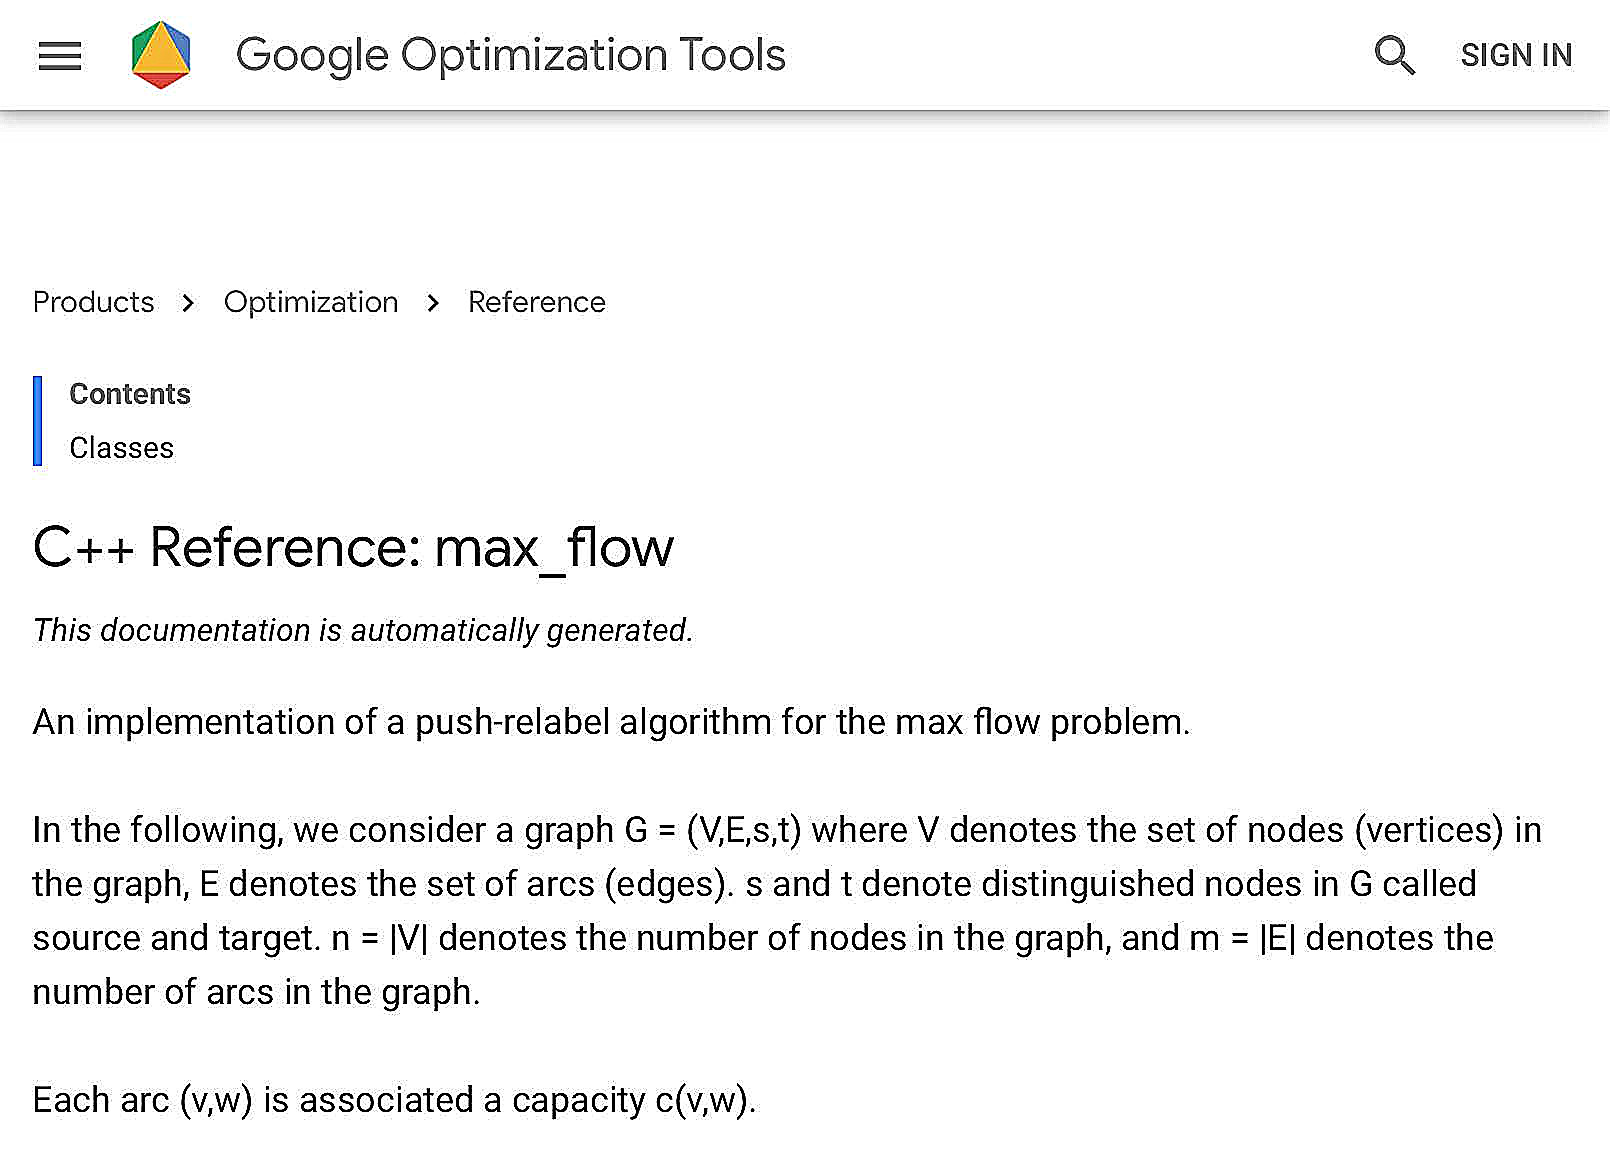 Google Optimization Tools
SIGN IN
Products > Optimization > Reference
Contents
Classes
C++ Reference: max_flow
This documentation is automatically generated.
An implementation of a push-relabel algorithm for the max flow problem.
In the following, we consider a graph G = (V,E,s,t) where V denotes the set of nodes (vertices) in
the graph, E denotes the set of arcs (edges). s and t denote distinguished nodes in G called
source and target. n = |V| denotes the number of nodes in the graph, and m = |E| denotes the
number of arcs in the graph.
Each arc (v,w) is associated a capacity c(v,w).